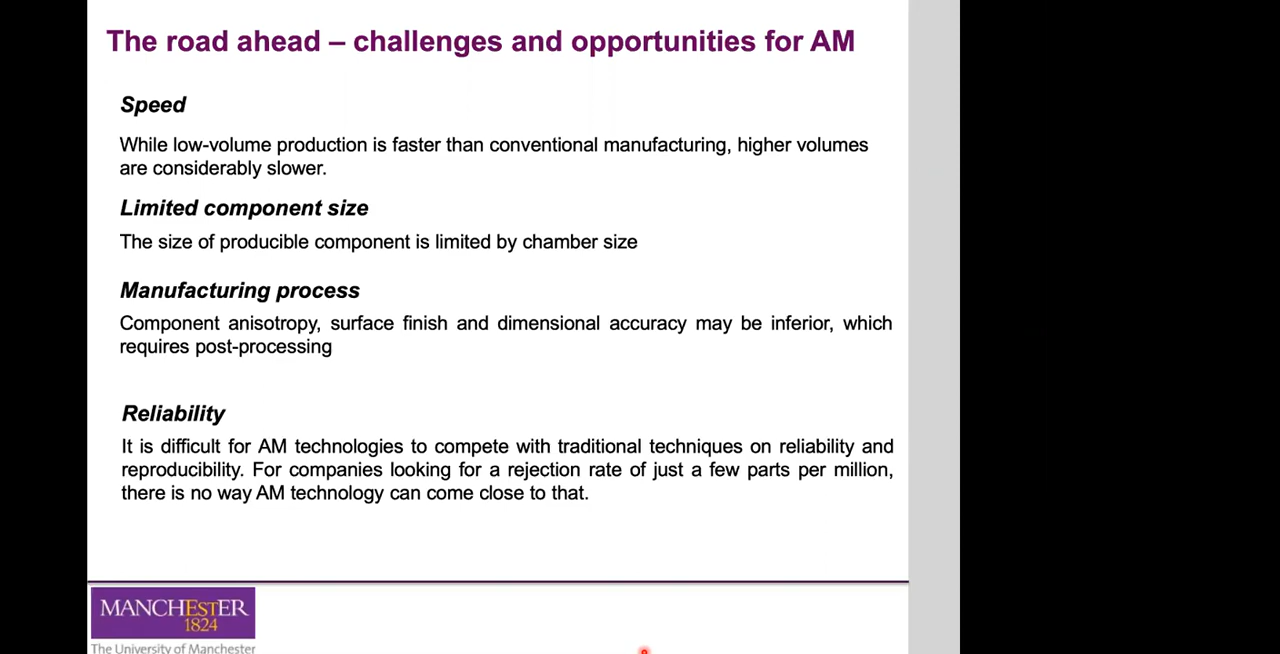 The road ahead – challenges and opportunities for AM
Speed
While low-volume production is faster than conventional manufacturing, higher volumes
are considerably slower.
Limited component size
The size of producible component is limited by chamber size
Manufacturing process
Component anisotropy, surface finish and dimensional accuracy may be inferior, which
requires post-processing
Reliability
It is difficult for AM technologies to compete with traditional techniques on reliability and
reproducibility. For companies looking for a rejection rate of just a few parts per million,
there is no way AM technology can come close to that.
MANCHESTER
1824
The University of Manchester